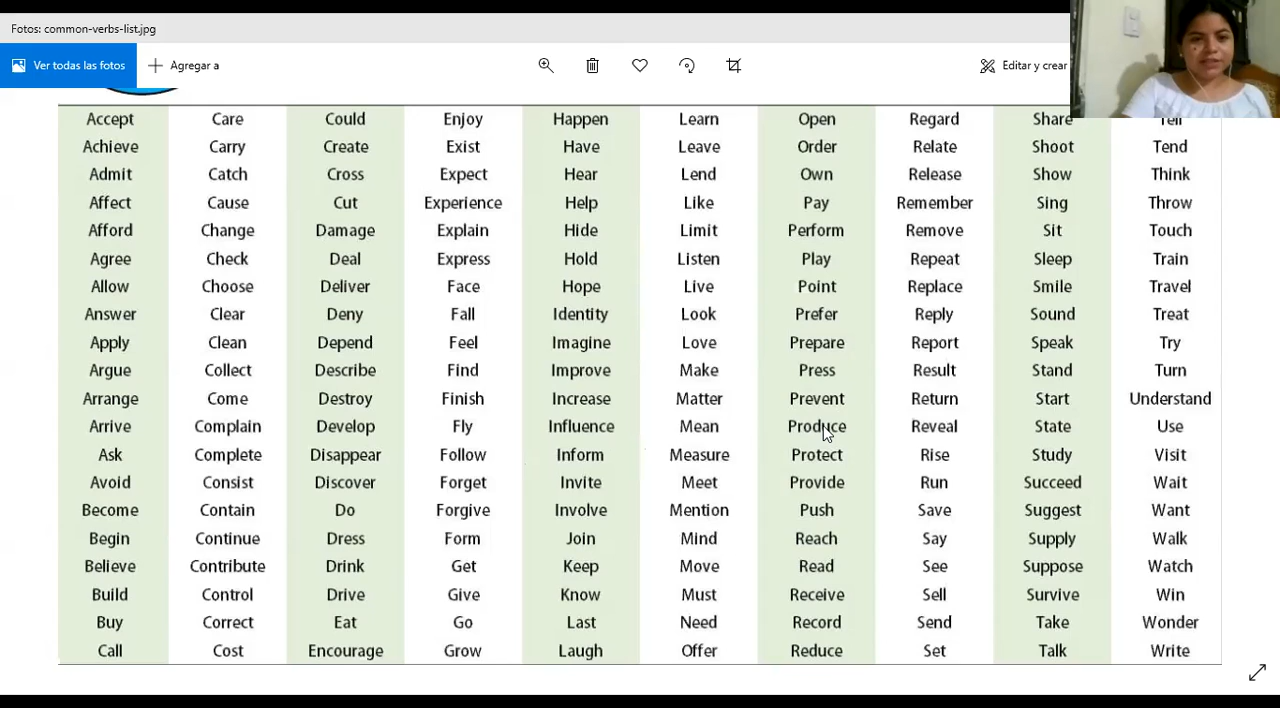 Fotos: common-verbs-list.jpg
Ver todas las fotos Agregar a Editar y crear
Accept Care Could Enjoy Happen Learn Open Regard Share Tell
Achieve Carry Create Exist Have Leave Order Relate Shoot Tend
Admit Catch Cross Expect Hear Lend Own Release Show Think
Affect Cause Cut Experience Help Like Pay Remember Sing Throw
Afford Change Damage Explain Hide Limit Perform Remove Sit Touch
Agree Check Deal Express Hold Listen Play Repeat Sleep Train
Allow Choose Deliver Face Hope Live Point Replace Smile Travel
Answer Clear Deny Fall Identity Look Prefer Reply Sound Treat
Apply Clean Depend Feel Imagine Love Prepare Report Speak Try
Argue Collect Describe Find Improve Make Press Result Stand Turn
Arrange Come Destroy Finish Increase Matter Prevent Return Start Understand
Arrive Complain Develop Fly Influence Mean Produce Reveal State Use
Ask Complete Disappear Follow Inform Measure Protect Rise Study Visit
Avoid Consist Discover Forget Invite Meet Provide Run Succeed Wait
Become Contain Do Forgive Involve Mention Push Save Suggest Want
Begin Continue Dress Form Join Mind Reach Say Supply Walk
Believe Contribute Drink Get Keep Move Read See Suppose Watch
Build Control Drive Give Know Must Receive Sell Survive Win
Buy Correct Eat Go Last Need Record Send Take Wonder
Call Cost Encourage Grow Laugh Offer Reduce Set Talk Write